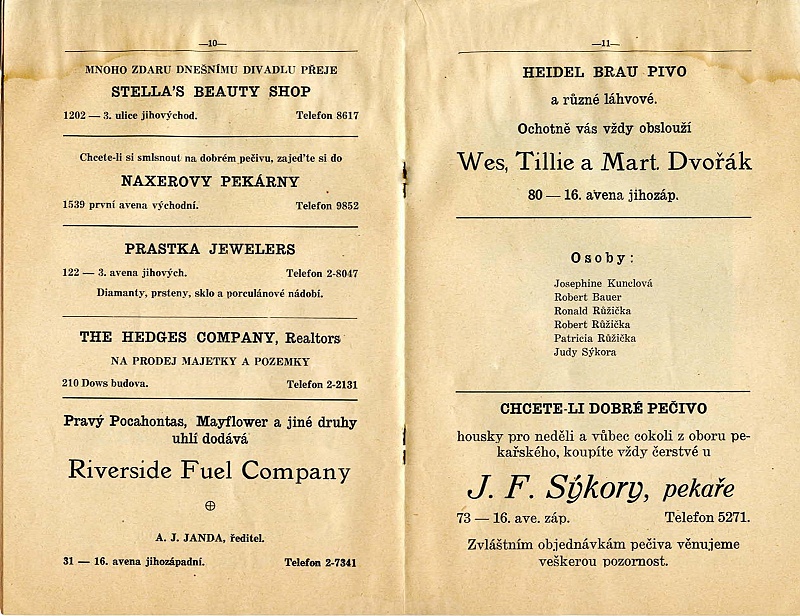 —10—
MNOHO ZDARU DNEŠNÍMU DIVADLU PŘEJE
STELLA'S BEAUTY SHOP
1202 — 3. ulice jihovýchod. Telefon 8617
Chcete-li si smlsnout na dobrém pečivu, zajeďte si do
NAXEROVY PEKÁRNY
1539 první avena východní. Telefon 9852
PRASTKA JEWELERS
122 — 3. avena jihových. Telefon 2-8047
Diamanty, prsteny, sklo a porculánové nádobí.
THE HEDGES COMPANY, Realtors
NA PRODEJ MAJETKY A POZEMKY
210 Dows budova. Telefon 2-2131
Pravý Pocahontas, Mayflower a jiné druhy
uhlí dodává
Riverside Fuel Company
A. J. JANDA, ředitel.
31 — 16. avena jihozápadní. Telefon 2-7341
—11—
HEIDEL BRAU PIVO
a různé láhvové.
Ochotně vás vždy obslouží
Wes, Tillie a Mart. Dvořák
80 — 16. avena jihozáp.
Osoby:
Josephine Kunclová
Robert Bauer
Ronald Růžička
Robert Růžička
Patricia Růžička
Judy Sýkora
CHCETE-LI DOBRÉ PEČIVO
housky pro neděli a vůbec cokoli z oboru pe-
kařského, koupíte vždy čerstvé u
J. F. Sýkory, pekaře
73 — 16. ave. záp. Telefon 5271.
Zvláštním objednávkám pečiva věnujeme
veškerou pozornost.